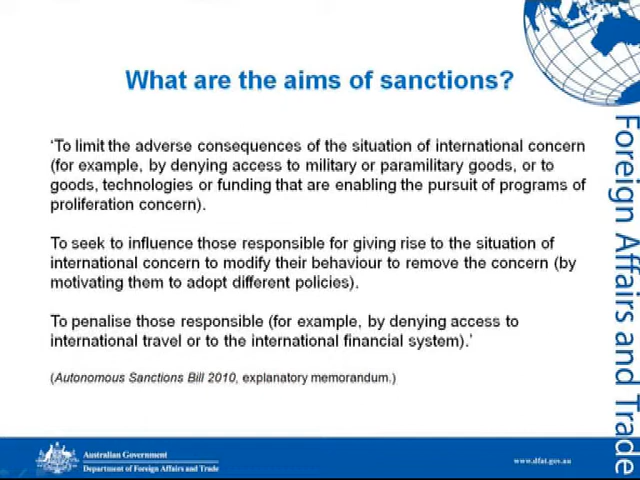 What are the aims of sanctions?
'To limit the adverse consequences of the situation of international concern
(for example, by denying access to military or paramilitary goods, or to
goods, technologies or funding that are enabling the pursuit of programs of
proliferation concern).
To seek to influence those responsible for giving rise to the situation of
international concern to modify their behaviour to remove the concern (by
motivating them to adopt different policies).
To penalise those responsible (for example, by denying access to
international travel or to the international financial system).'
(Autonomous Sanctions Bill 2010, explanatory memorandum.)
Foreign Affairs and Trade
Australian Government
Department of Foreign Affairs and Trade
www.dfat.gov.au